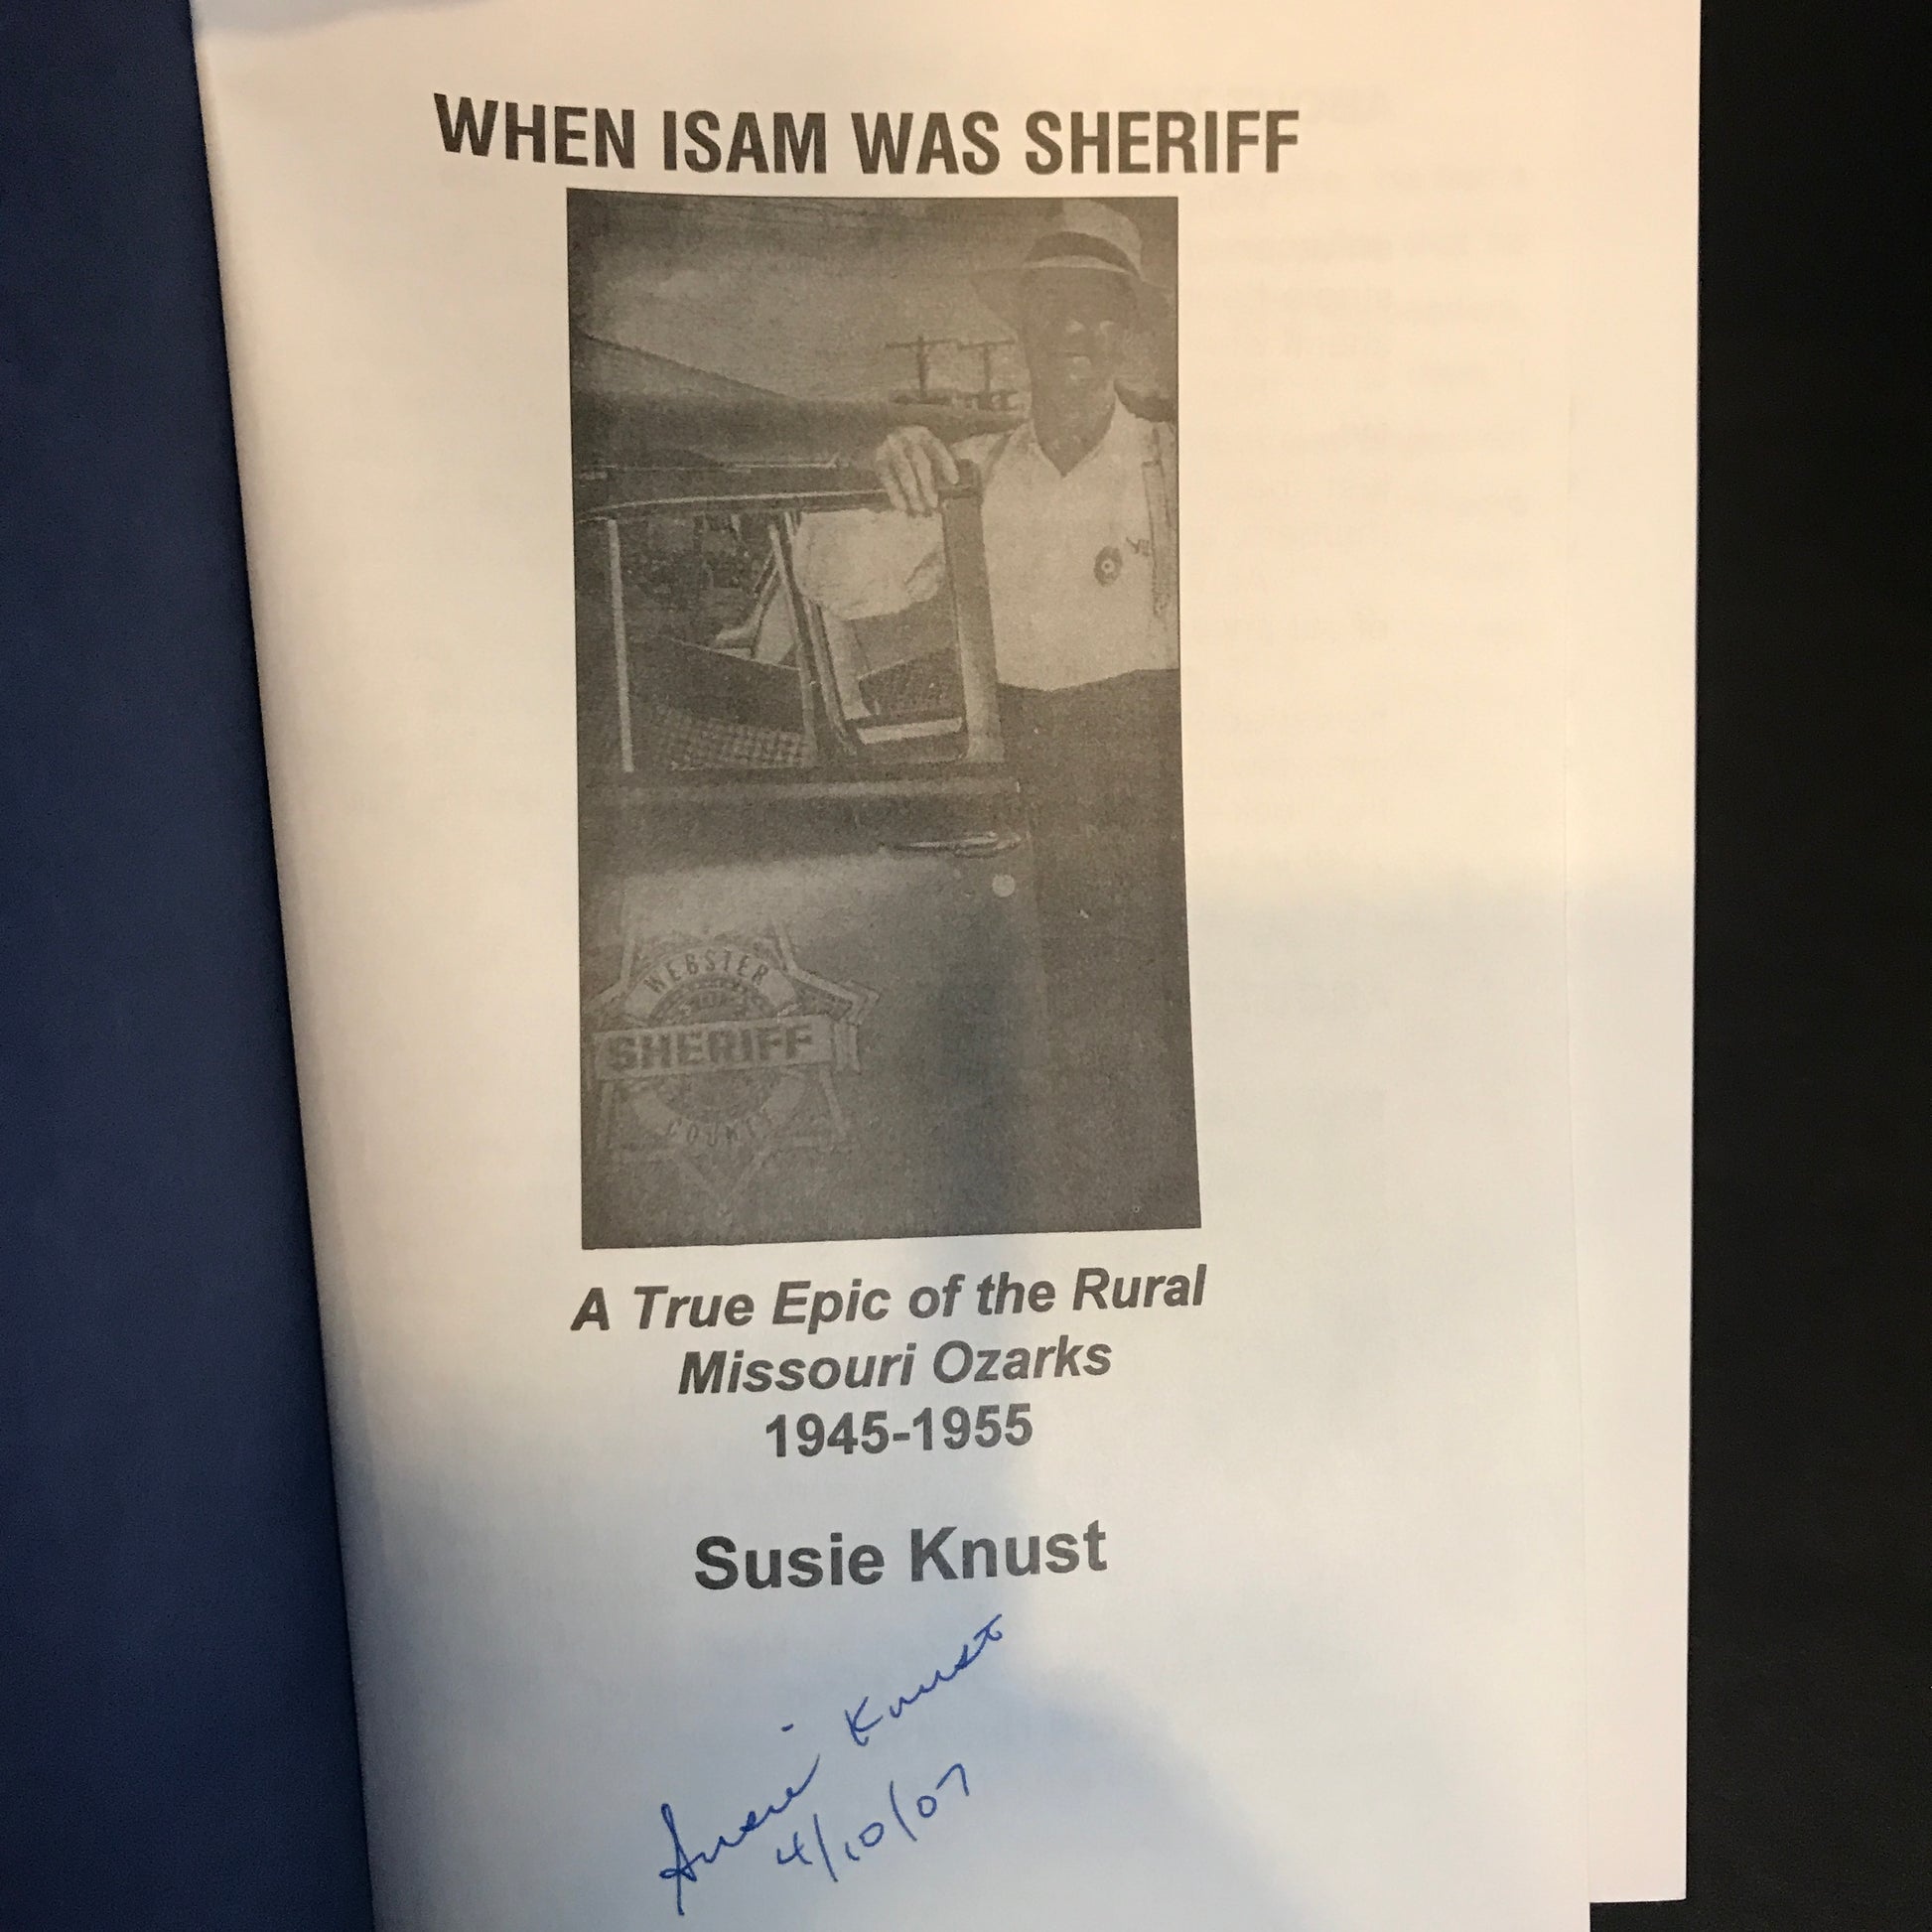 WHEN ISAM WAS SHERIFF
WEBSTER
SHERIFF
COUNTY
A True Epic of the Rural
Missouri Ozarks
1945-1955
Susie Knust
Susie Knust
4/10/07